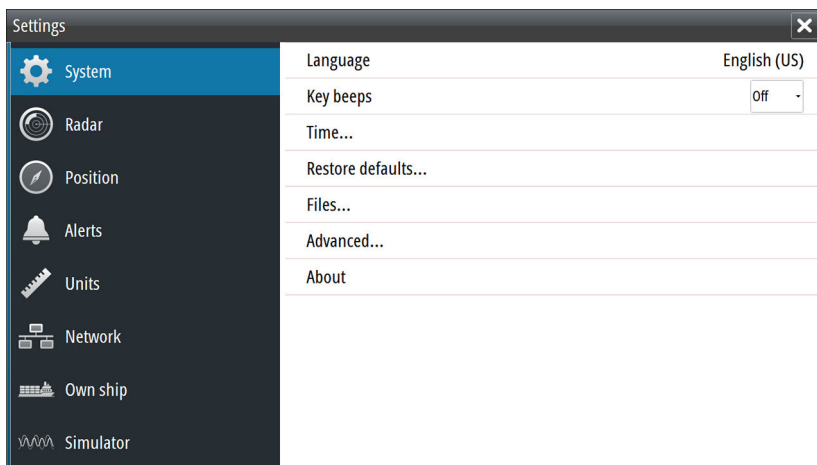 Settings
System
Radar
Position
Alerts
Units
Network
Own ship
Simulator
Language English (US)
Key beeps Off
Time...
Restore defaults...
Files...
Advanced...
About